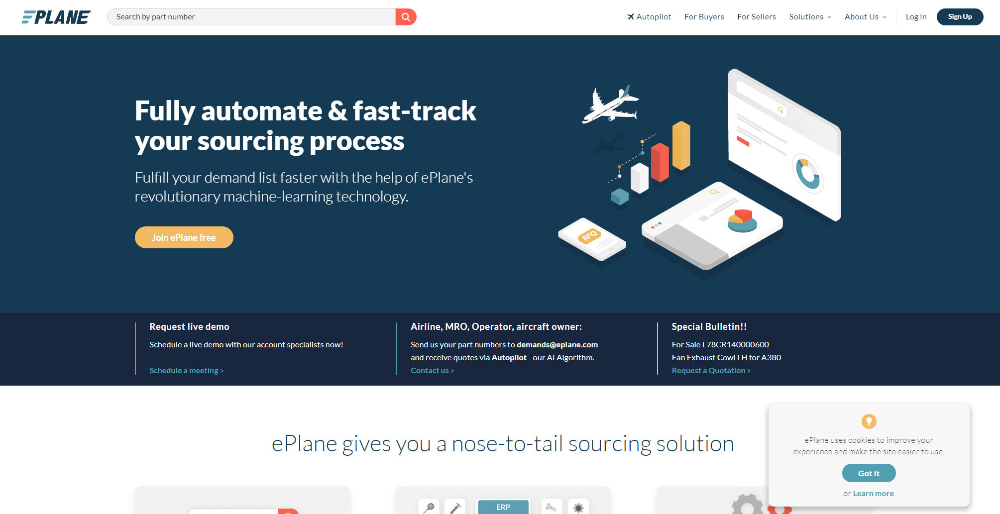 EPLANE
Search by part number
Autopilot
For Buyers
For Sellers
Solutions
About Us
Log In
Sign Up
Fully automate & fast-track
your sourcing process
Fulfill your demand list faster with the help of ePlane's
revolutionary machine-learning technology.
Join ePlane free
RFQ
Request live demo
Schedule a live demo with our account specialists now!
Schedule a meeting >
Airline, MRO, Operator, aircraft owner:
Send us your part numbers to demands@eplane.com
and receive quotes via Autopilot - our AI Algorithm.
Contact us >
Special Bulletin!!
For Sale L78CR140000600
Fan Exhaust Cowl LH for A380
Request a Quotation >
ePlane gives you a nose-to-tail sourcing solution
ERP
ePlane uses cookies to improve your
experience and make the site easier to use.
Got it
or Learn more